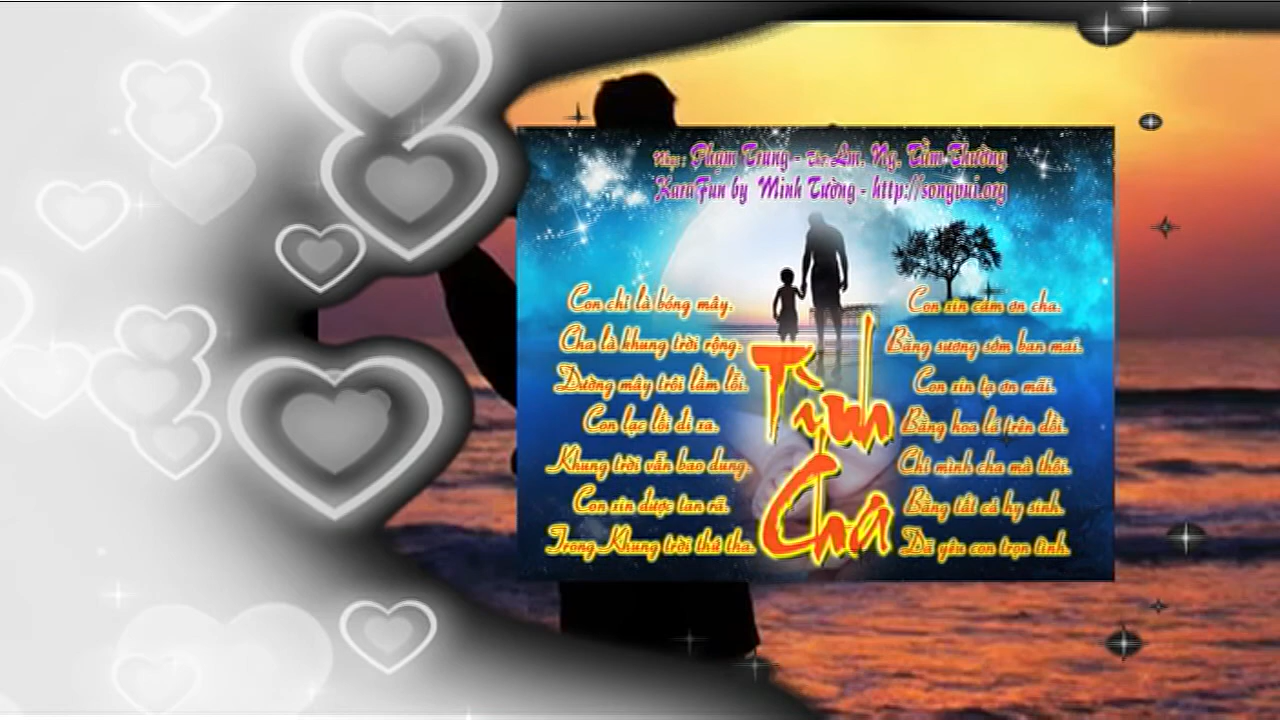 Nhạc: Phạm Trung - Thơ: Lm. Ng. Tầm Thường
KaraFun by Minh Tường - http://songvui.org
Con chỉ là bóng mây.
Cha là khung trời rộng.
Dường mây trôi lầm lỗi.
Con lạc lối đi xa.
Khung trời vẫn bao dung.
Con xin được tan rã.
Trong Khung trời thứ tha.
Tình
Cha
Con xin cám ơn cha.
Bằng sương sớm ban mai.
Con xin tạ ơn mãi.
Bằng hoa lá trên đồi.
Chỉ mình cha mà thôi.
Bằng tất cả hy sinh.
Đã yêu con trọn tình.